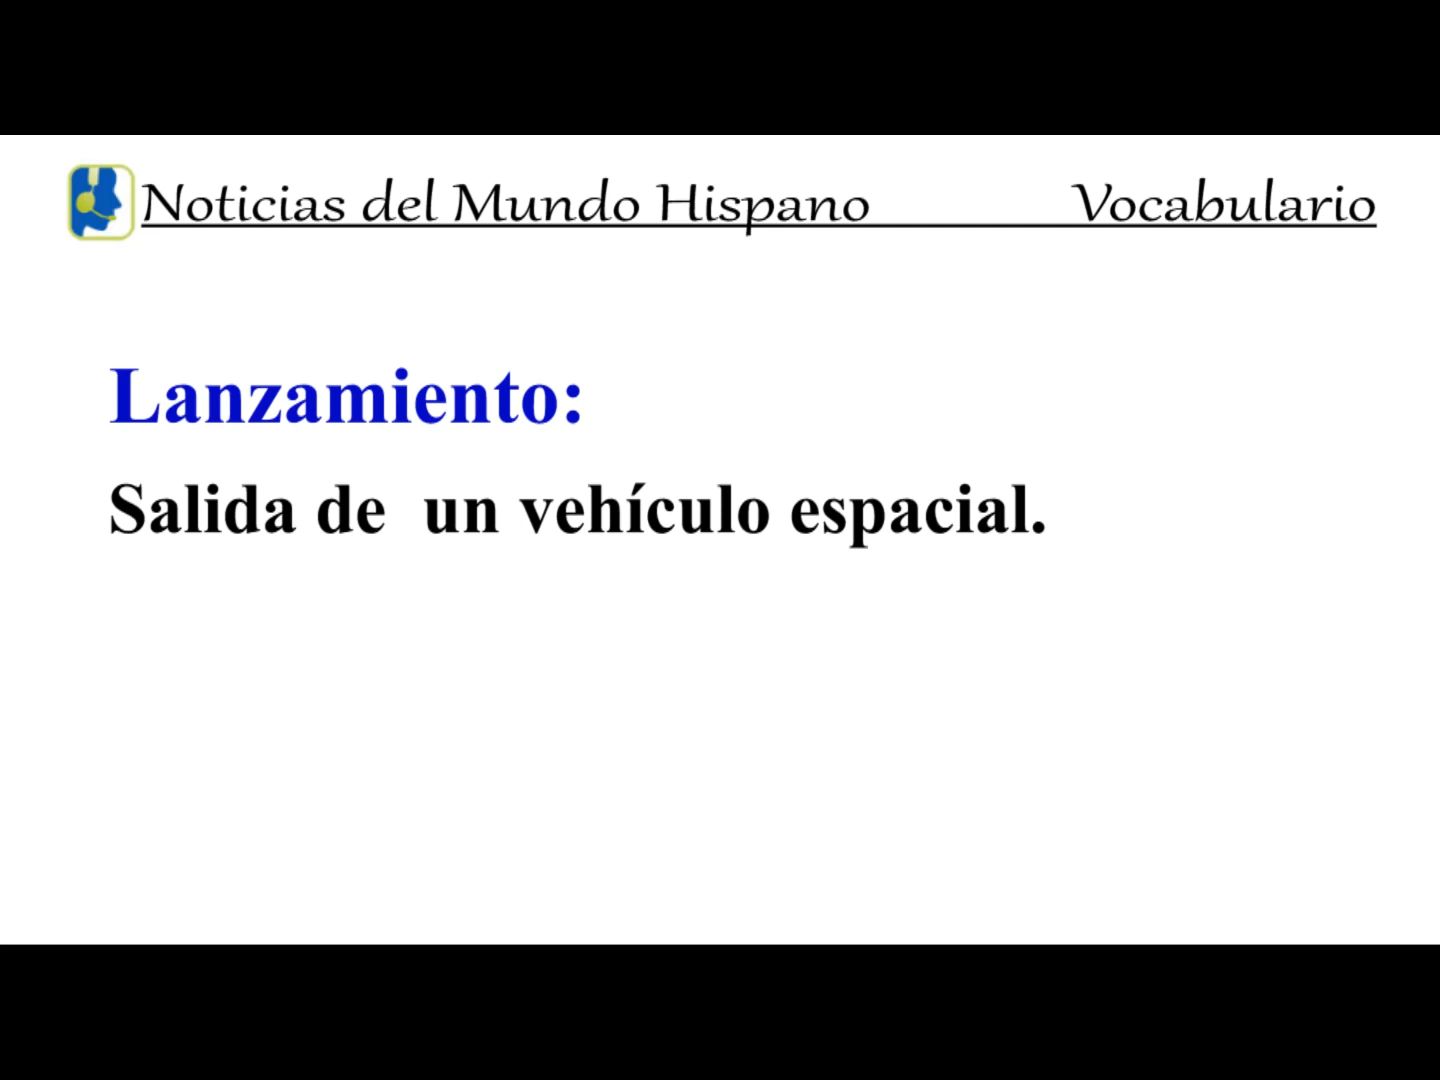 Noticias del Mundo Hispano Vocabulario
Lanzamiento:
Salida de  un vehículo espacial.